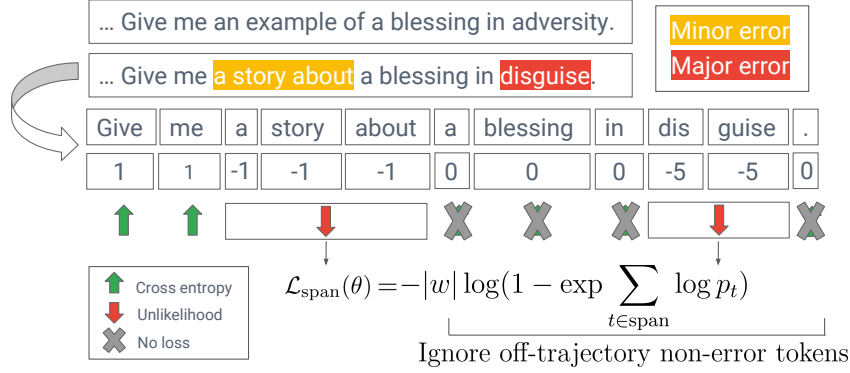 ... Give me an example of a blessing in adversity.
Minor error
Major error
... Give me a story about a blessing in disguise.
Give me a story about a blessing in dis guise .
1 1 -1 -1 -1 0 0 0 -5 -5 0
Cross entropy
Unlikelihood
No loss
ℒspan(θ) = −|w| log(1 − exp ∑ log pₜ)
t∈span
Ignore off-trajectory non-error tokens